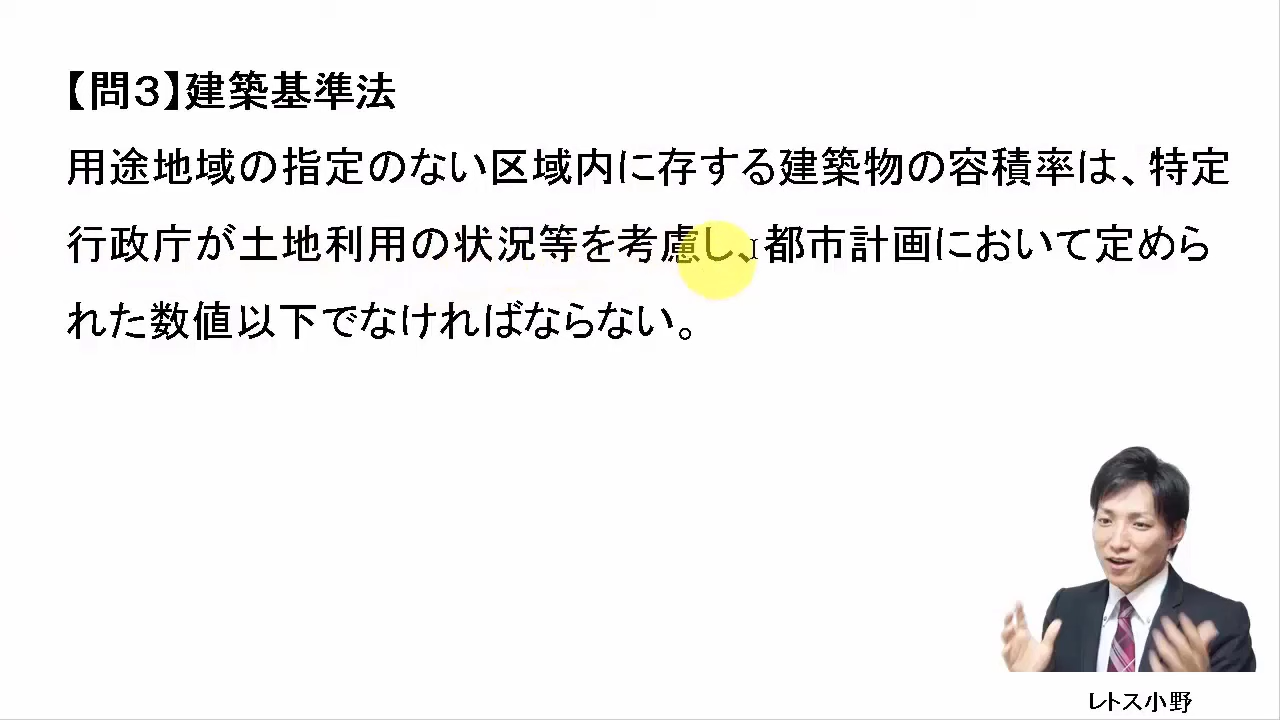 【問３】建築基準法
用途地域の指定のない区域内に存する建築物の容積率は、特定
行政庁が土地利用の状況等を考慮し、都市計画において定めら
れた数値以下でなければならない。
レトス小野